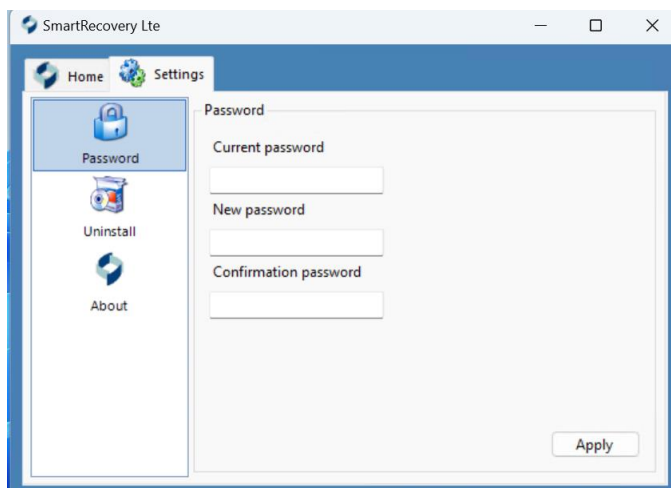 SmartRecovery Lte
Home
Settings
Password
Uninstall
About
Password
Current password
New password
Confirmation password
Apply